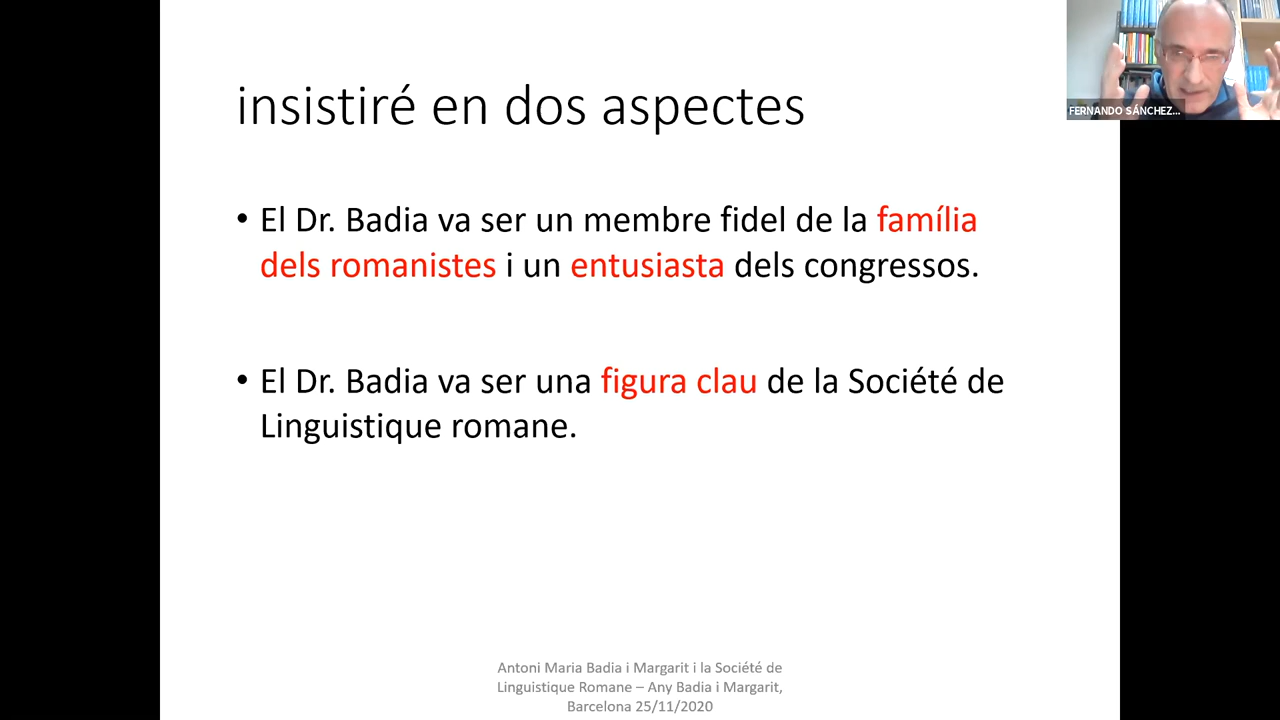 FERNANDO SÁNCHEZ...
insistiré en dos aspectes
• El Dr. Badia va ser un membre fidel de la família
dels romanistes i un entusiasta dels congressos.
• El Dr. Badia va ser una figura clau de la Société de
Linguistique romane.
Antoni Maria Badia i Margarit i la Société de
Linguistique Romane – Any Badia i Margarit,
Barcelona 25/11/2020